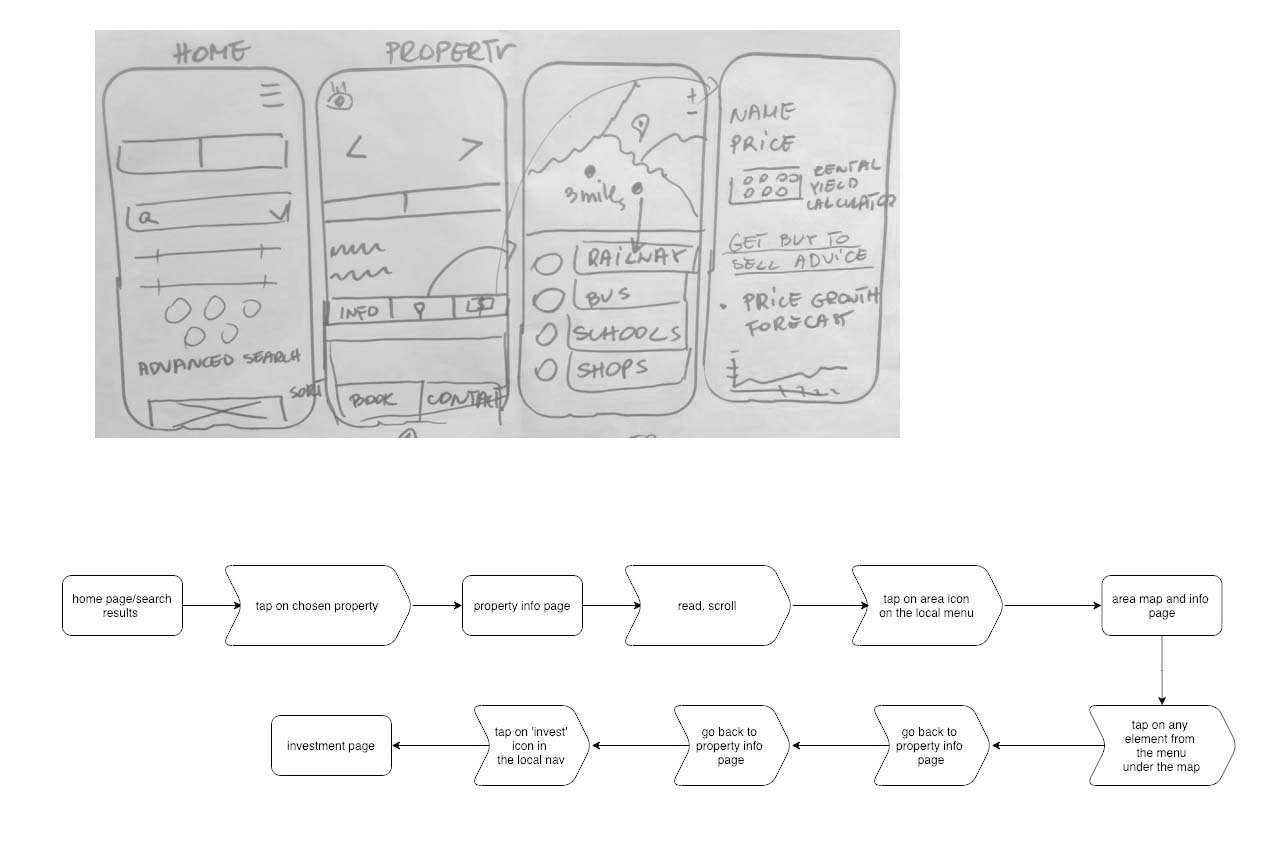 HOME
PROPERTY
INFO
BOOK
CONTACT
3 miles
+
-
RAILWAY
BUS
SCHOOLS
SHOPS
NAME
PRICE
RENTAL
YIELD
CALCULATOR
GET BUY TO
SELL ADVICE
• PRICE GROWTH
FORECAST
ADVANCED SEARCH
home page/search
results
tap on chosen property
property info page
read, scroll
tap on area icon
on the local menu
area map and info
page
tap on any
element from
the menu
under the map
go back to
property info
page
go back to
property info
page
tap on 'invest'
icon in
the local nav
investment page